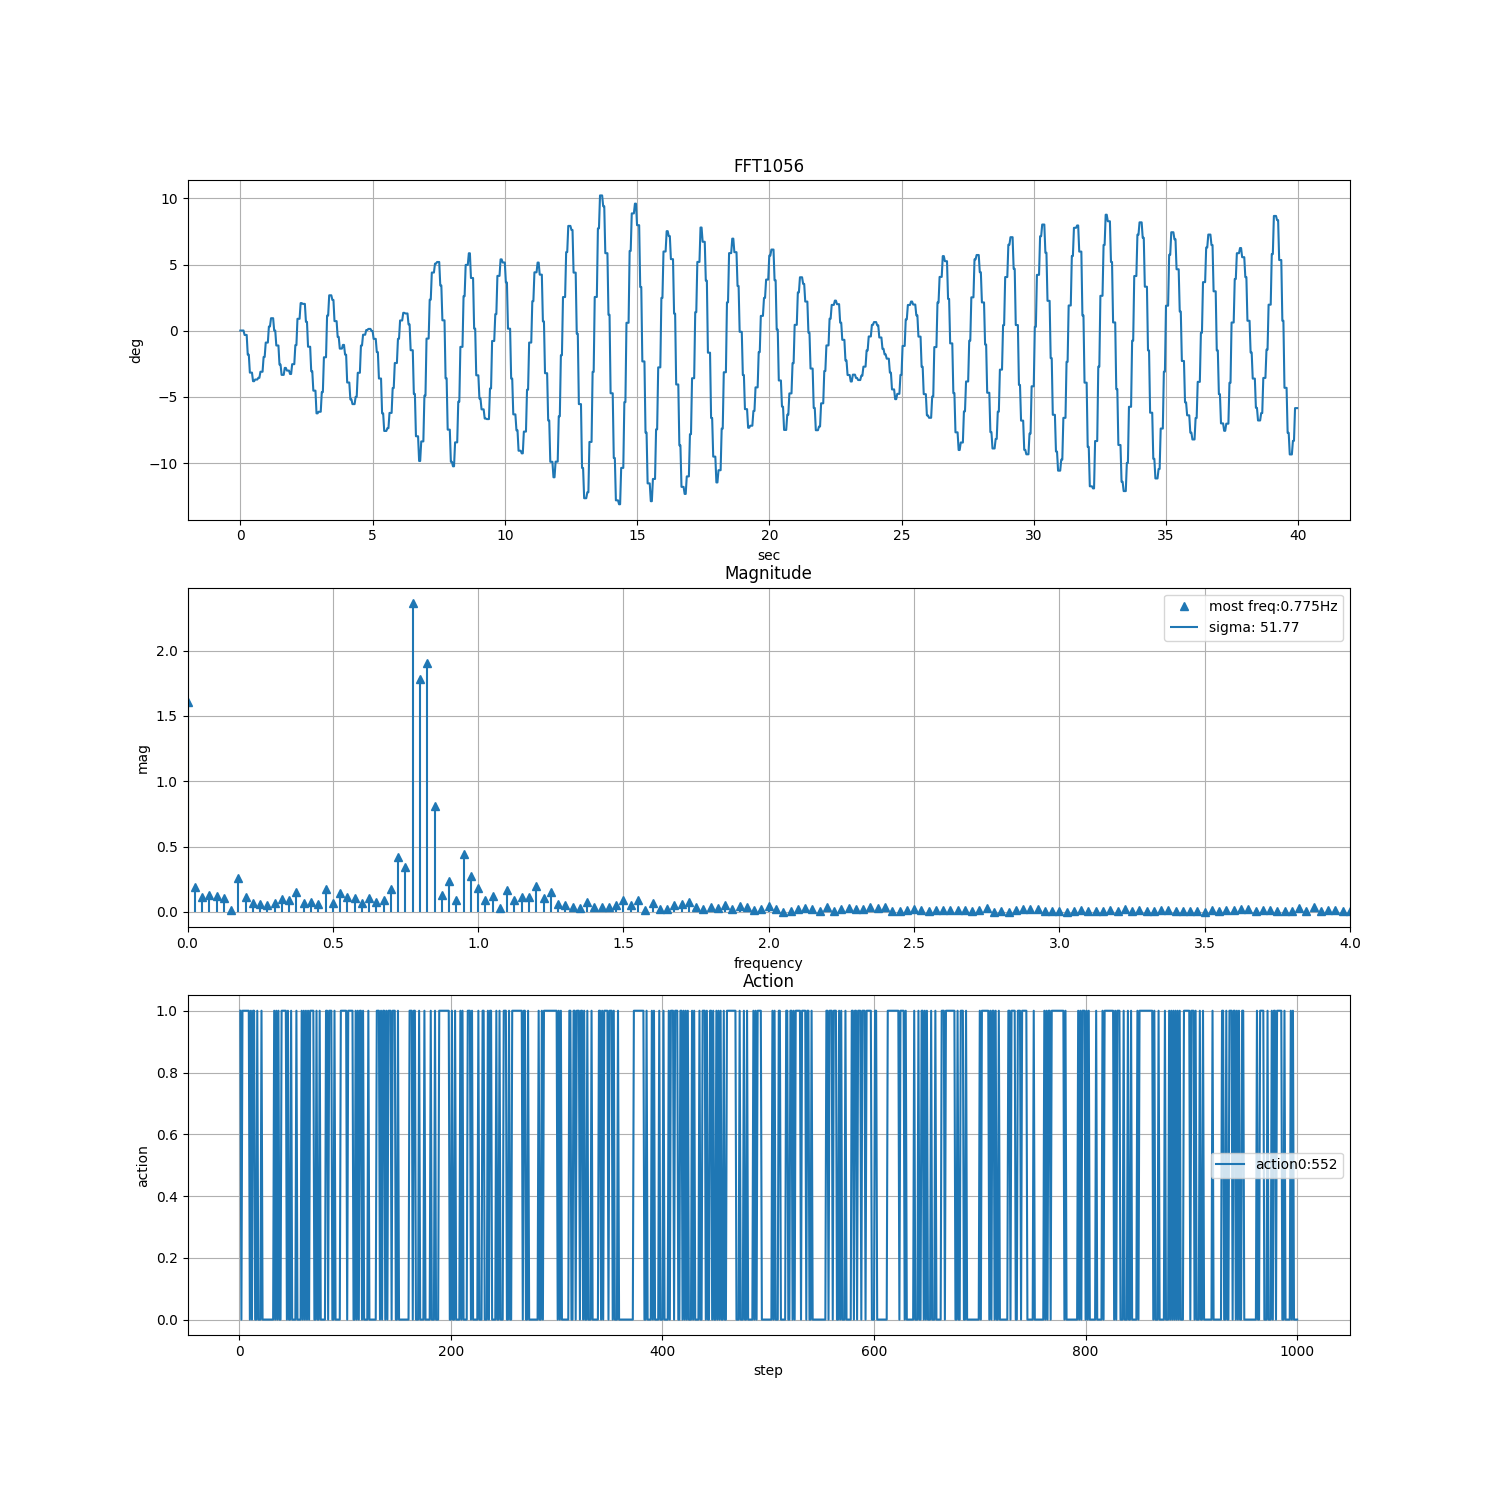 FFT1056
10
5
0
−5
−10
deg
0 5 10 15 20 25 30 35 40
sec
Magnitude
most freq:0.775Hz
sigma: 51.77
2.0
1.5
1.0
0.5
0.0
mag
0.0 0.5 1.0 1.5 2.0 2.5 3.0 3.5 4.0
frequency
Action
1.0
0.8
0.6
0.4
0.2
0.0
action
action0:552
0 200 400 600 800 1000
step